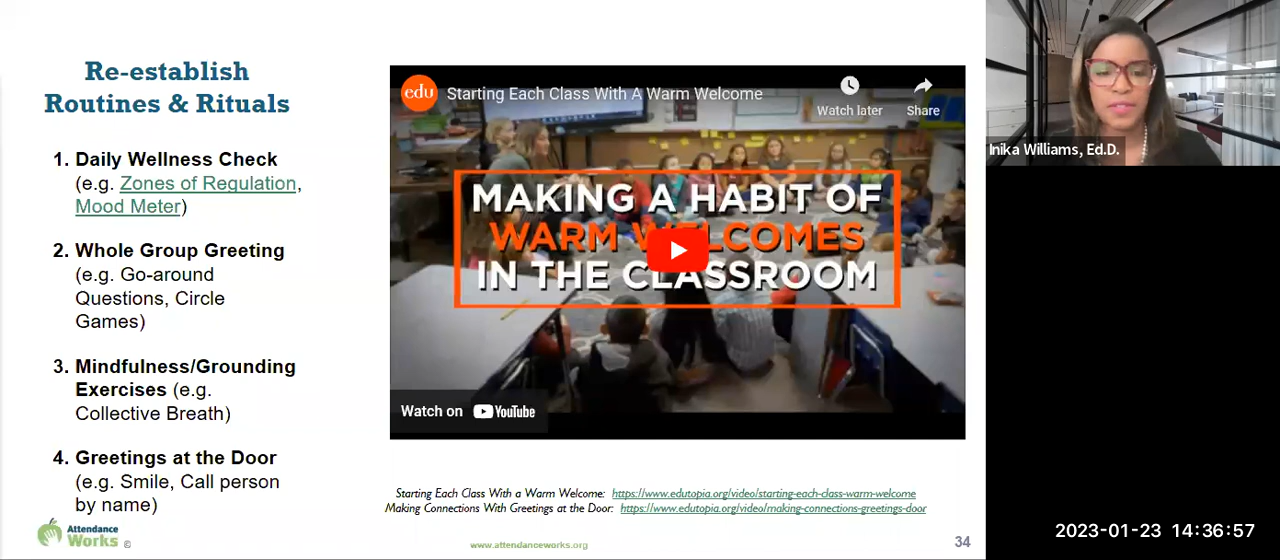 Re-establish
Routines & Rituals
1. Daily Wellness Check
(e.g. Zones of Regulation,
Mood Meter)
2. Whole Group Greeting
(e.g. Go-around
Questions, Circle
Games)
3. Mindfulness/Grounding
Exercises (e.g.
Collective Breath)
4. Greetings at the Door
(e.g. Smile, Call person
by name)
Attendance
Works ©
edu
Starting Each Class With A Warm Welcome
Watch later
Share
MAKING A HABIT OF
WARM WELCOMES
IN THE CLASSROOM
Watch on YouTube
Starting Each Class With a Warm Welcome: https://www.edutopia.org/video/starting-each-class-warm-welcome
Making Connections With Greetings at the Door: https://www.edutopia.org/video/making-connections-greetings-door
www.attendanceworks.org
34
Inika Williams, Ed.D.
2023-01-23 14:36:57